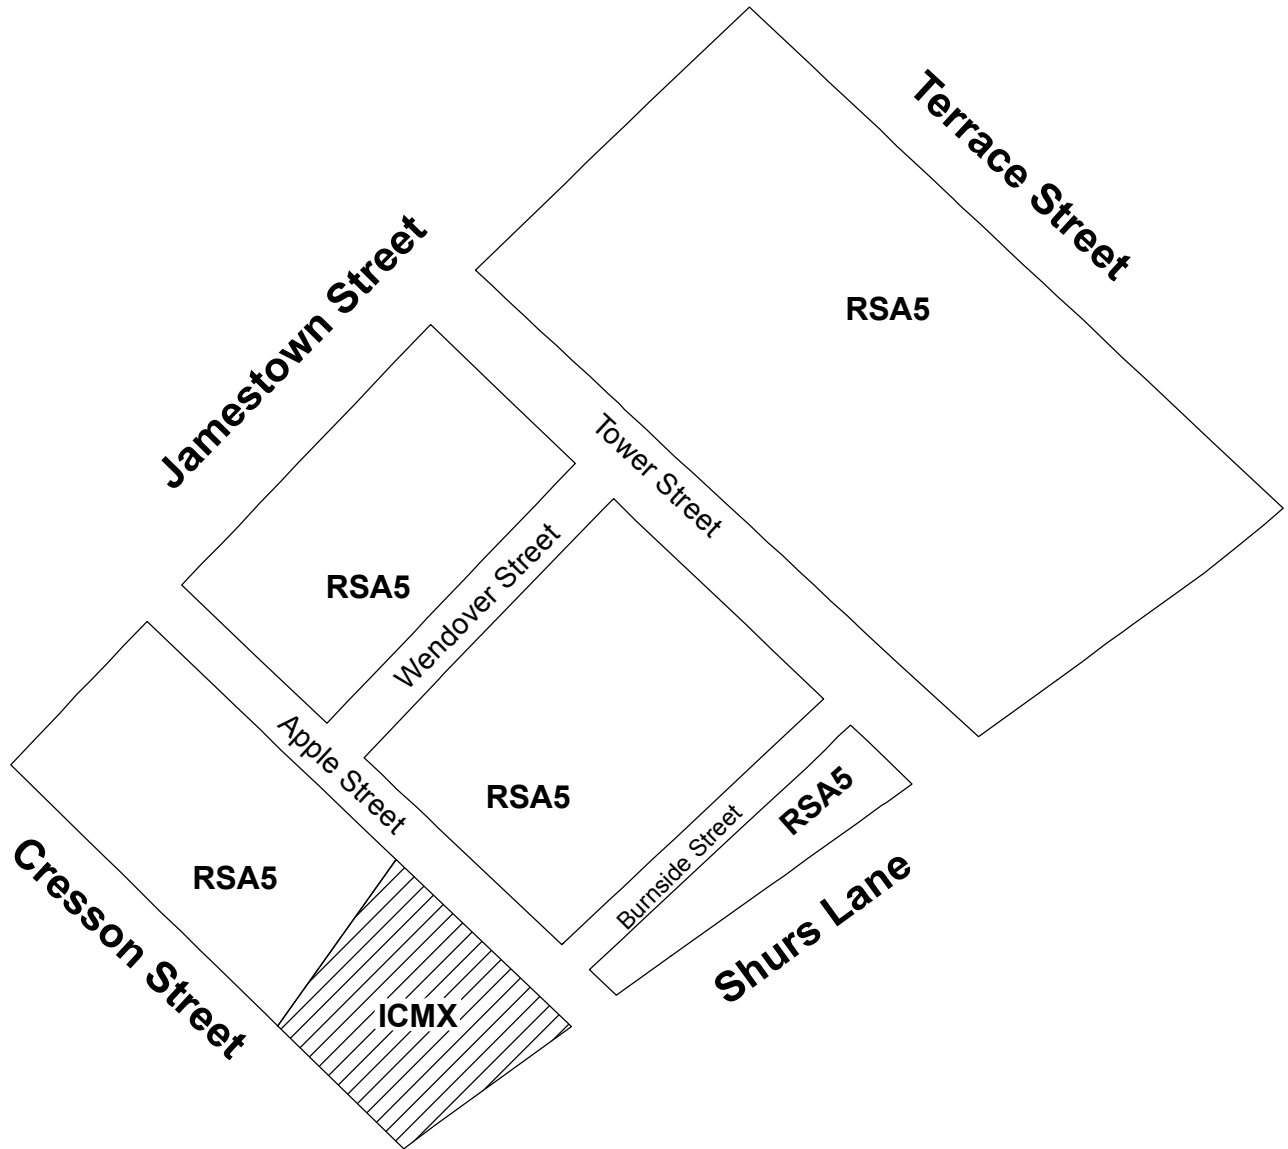 Terrace Street
RSA5
Jamestown Street
Tower Street
RSA5
Wendover Street
Apple Street
RSA5
RSA5
Burnside Street
RSA5
Cresson Street
Shurs Lane
ICMX